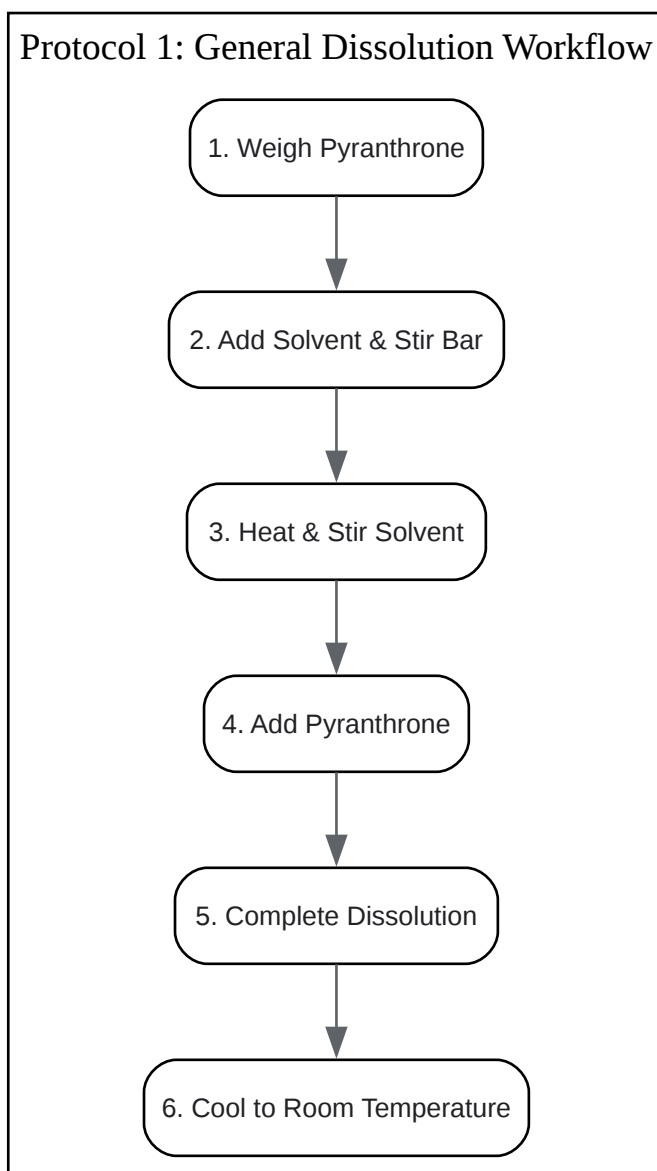 Protocol 1: General Dissolution Workflow
1. Weigh Pyranthrone
2. Add Solvent & Stir Bar
3. Heat & Stir Solvent
4. Add Pyranthrone
5. Complete Dissolution
6. Cool to Room Temperature